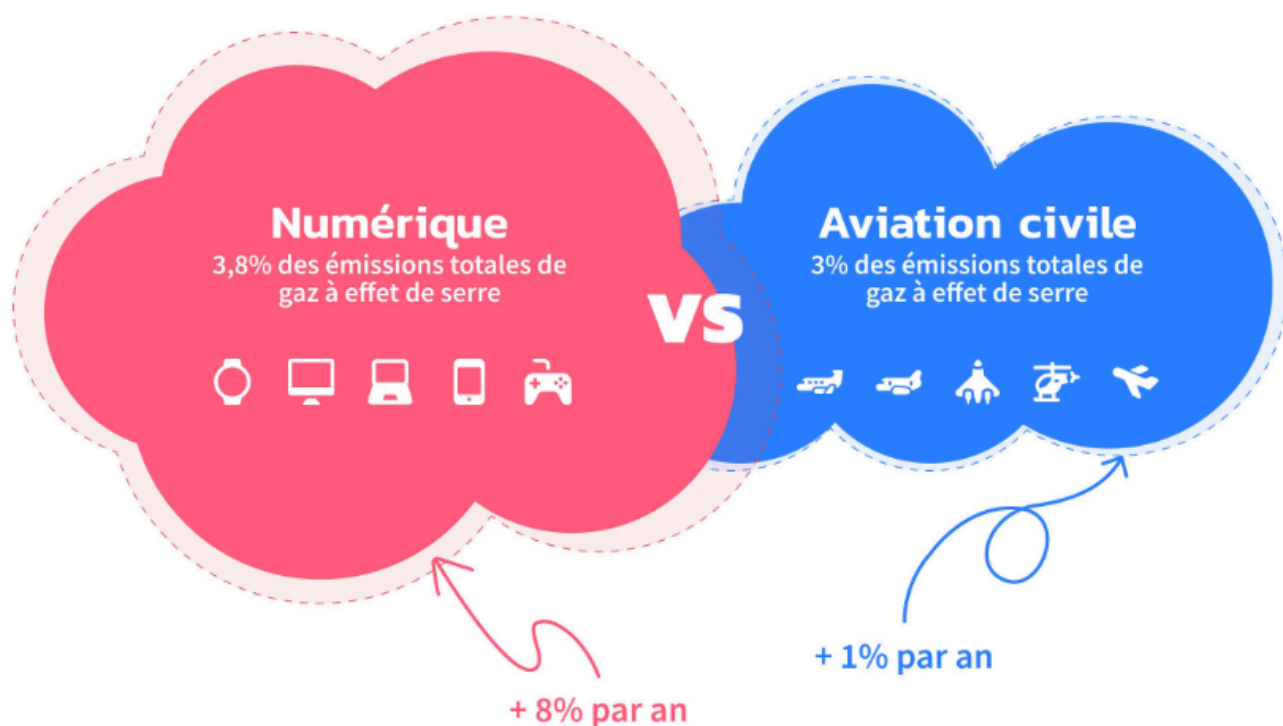 Numérique
3,8% des émissions totales de
gaz à effet de serre
VS
Aviation civile
3% des émissions totales de
gaz à effet de serre
+ 8% par an
+ 1% par an